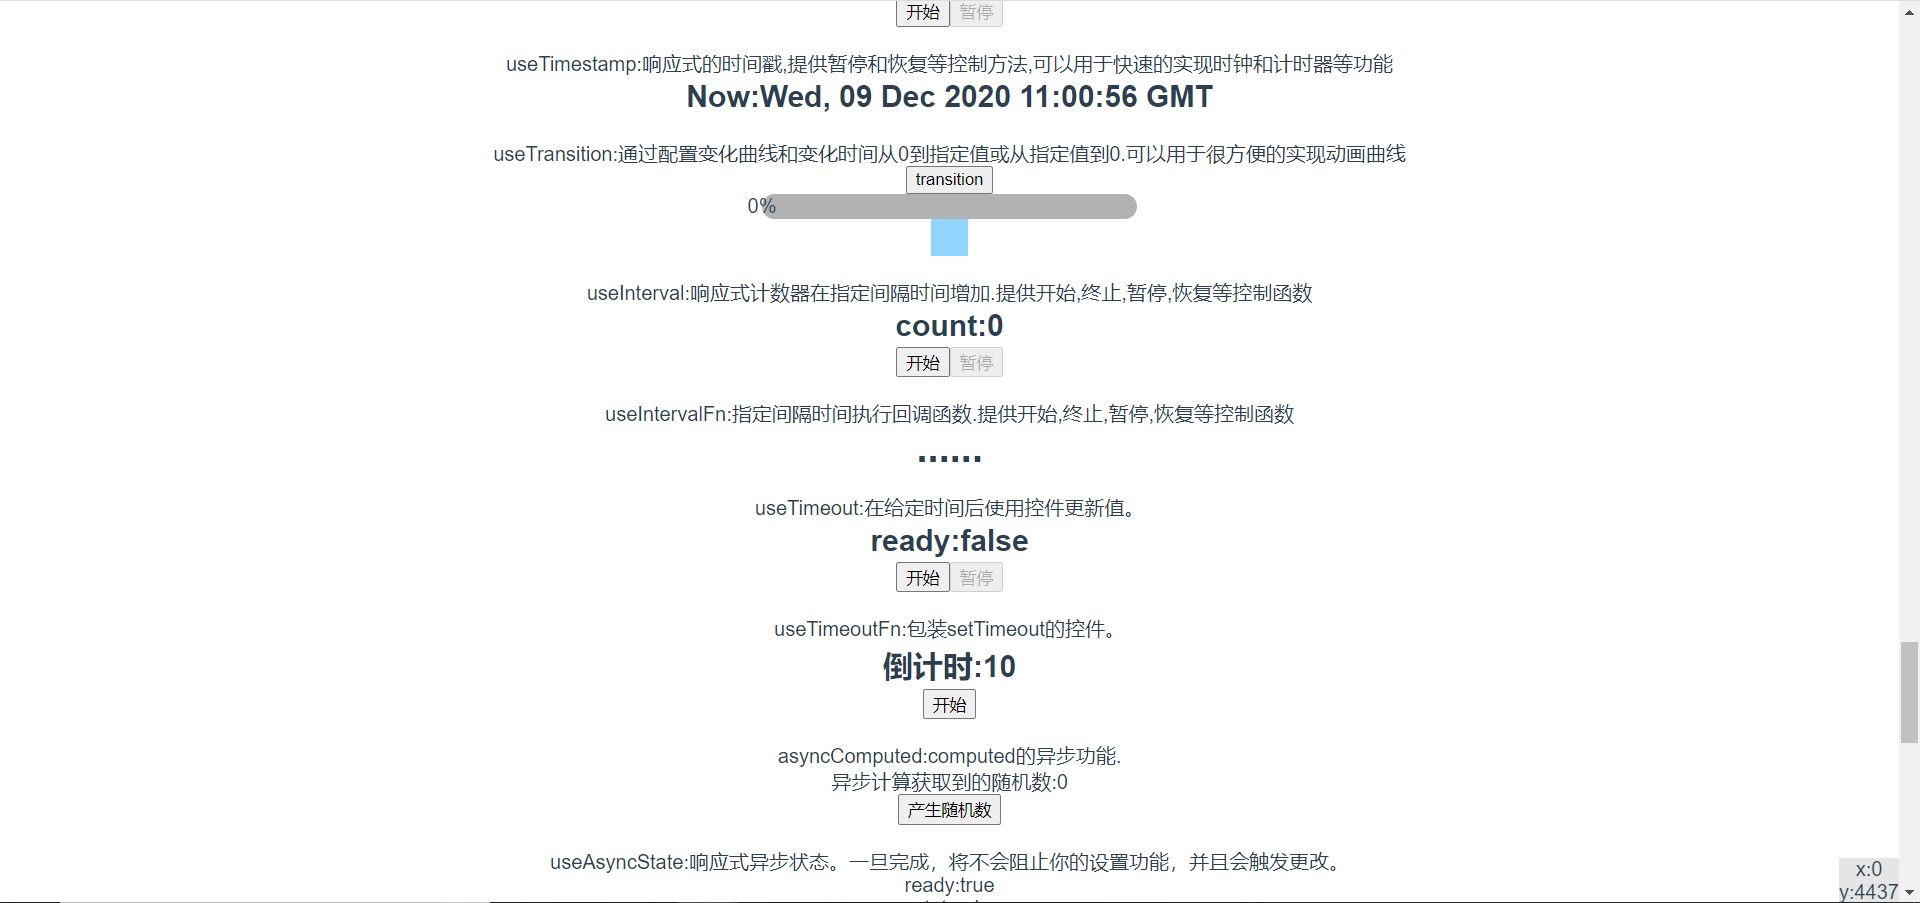 开始 暂停
useTimestamp:响应式的时间戳,提供暂停和恢复等控制方法,可以用于快速的实现时钟和计时器等功能
Now:Wed, 09 Dec 2020 11:00:56 GMT
useTransition:通过配置变化曲线和变化时间从0到指定值或从指定值到0.可以用于很方便的实现动画曲线
transition
0%
useInterval:响应式计数器在指定间隔时间增加.提供开始,终止,暂停,恢复等控制函数
count:0
开始 暂停
useIntervalFn:指定间隔时间执行回调函数.提供开始,终止,暂停,恢复等控制函数
......
useTimeout:在给定时间后使用控件更新值。
ready:false
开始 暂停
useTimeoutFn:包装setTimeout的控件。
倒计时:10
开始
asyncComputed:computed的异步功能.
异步计算获取到的随机数:0
产生随机数
useAsyncState:响应式异步状态。一旦完成，将不会阻止你的设置功能，并且会触发更改。
ready:true
x:0
y:4437